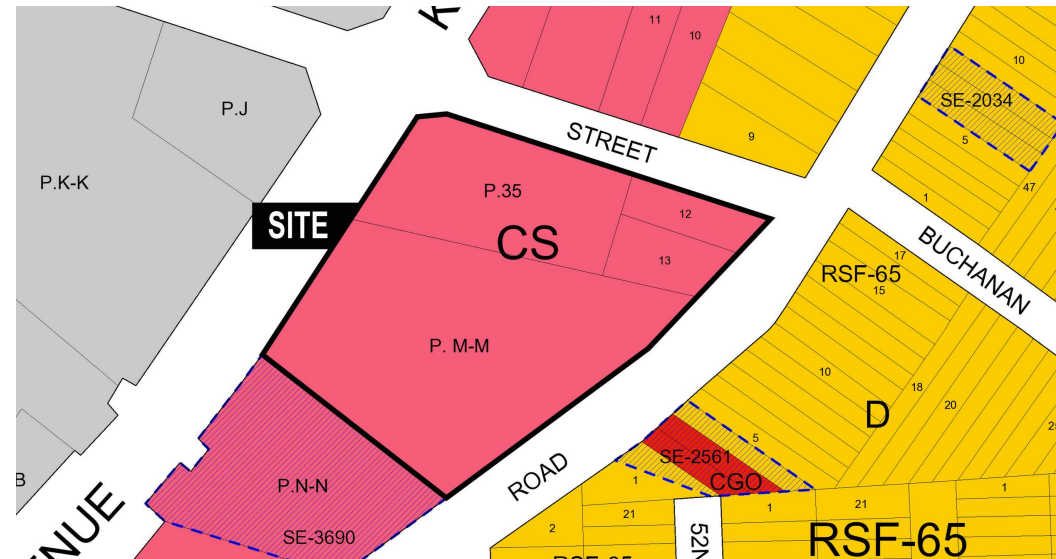 K
11
10
10
P.J
SE-2034
STREET
9
5
P.K-K
47
P.35
12
1
SITE
CS
13
BUCHANAN
17
RSF-65
15
P. M-M
10
18
20
D
25
5
SE-2561
ROAD
CGO
B
P.N-N
1
1
21
1
21
2
RSF-65
SE-3690
52N